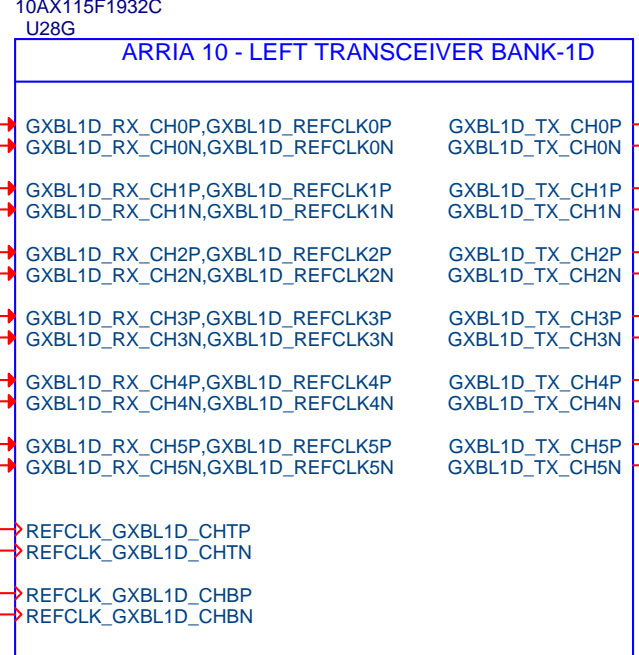 10AX115F1932C
U28G
ARRIA 10 - LEFT TRANSCEIVER BANK-1D
GXBL1D_RX_CH0P,GXBL1D_REFCLK0P GXBL1D_TX_CH0P
GXBL1D_RX_CH0N,GXBL1D_REFCLK0N GXBL1D_TX_CH0N
GXBL1D_RX_CH1P,GXBL1D_REFCLK1P GXBL1D_TX_CH1P
GXBL1D_RX_CH1N,GXBL1D_REFCLK1N GXBL1D_TX_CH1N
GXBL1D_RX_CH2P,GXBL1D_REFCLK2P GXBL1D_TX_CH2P
GXBL1D_RX_CH2N,GXBL1D_REFCLK2N GXBL1D_TX_CH2N
GXBL1D_RX_CH3P,GXBL1D_REFCLK3P GXBL1D_TX_CH3P
GXBL1D_RX_CH3N,GXBL1D_REFCLK3N GXBL1D_TX_CH3N
GXBL1D_RX_CH4P,GXBL1D_REFCLK4P GXBL1D_TX_CH4P
GXBL1D_RX_CH4N,GXBL1D_REFCLK4N GXBL1D_TX_CH4N
GXBL1D_RX_CH5P,GXBL1D_REFCLK5P GXBL1D_TX_CH5P
GXBL1D_RX_CH5N,GXBL1D_REFCLK5N GXBL1D_TX_CH5N
REFCLK_GXBL1D_CHTP
REFCLK_GXBL1D_CHTN
REFCLK_GXBL1D_CHBP
REFCLK_GXBL1D_CHBN